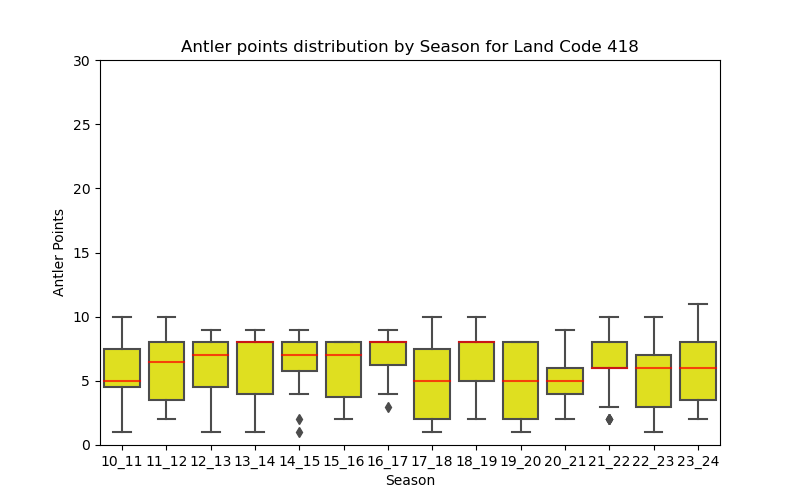 Antler points distribution by Season for Land Code 418
30
25
20
15
10
5
0
Antler Points
10_11 11_12 12_13 13_14 14_15 15_16 16_17 17_18 18_19 19_20 20_21 21_22 22_23 23_24
Season